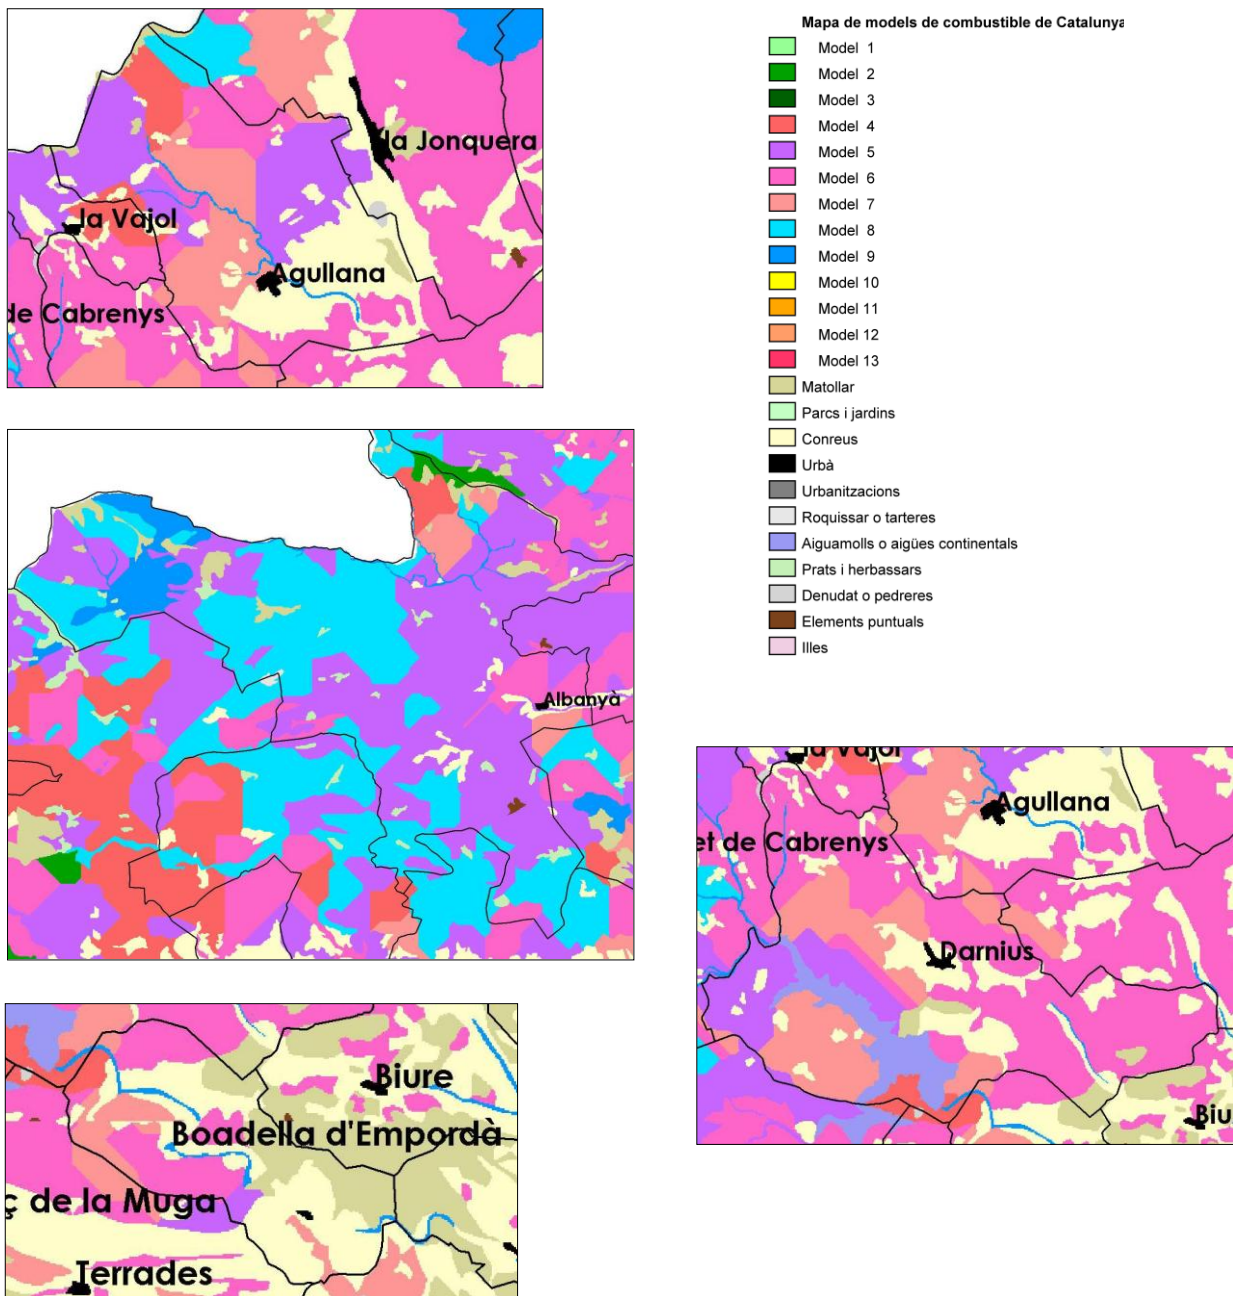 la Jonquera
la Vajol
Agullana
de Cabrenys
Mapa de models de combustible de Catalunya
Model 1
Model 2
Model 3
Model 4
Model 5
Model 6
Model 7
Model 8
Model 9
Model 10
Model 11
Model 12
Model 13
Matollar
Parcs i jardins
Conreus
Urbà
Urbanitzacions
Roquissar o tarteres
Aiguamolls o aigües continentals
Prats i herbassars
Denudat o pedreres
Elements puntuals
Illes
Albanyà
la Vajol
Agullana
et de Cabrenys
Darnius
Biu
Biure
Boadella d'Empordà
ç de la Muga
Terrades